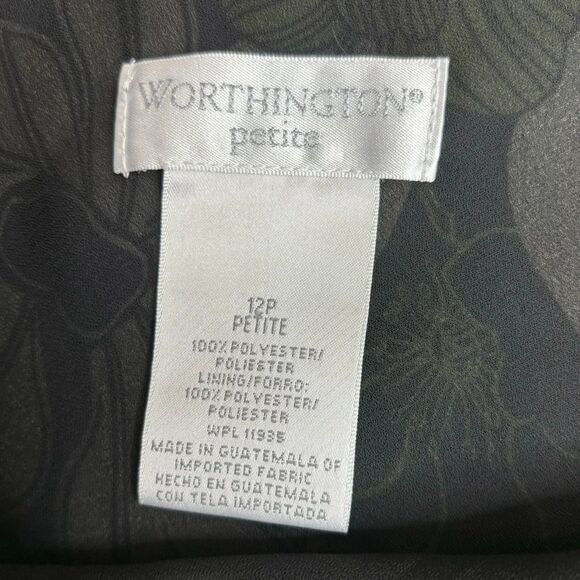 WORTHINGTON®
petite
12P
PETITE
100% POLYESTER/
POLIESTER
LINING/FORRO:
100% POLYESTER/
POLIESTER
WPL 11935
MADE IN GUATEMALA OF
IMPORTED FABRIC
HECHO EN GUATEMALA
CON TELA IMPORTADA